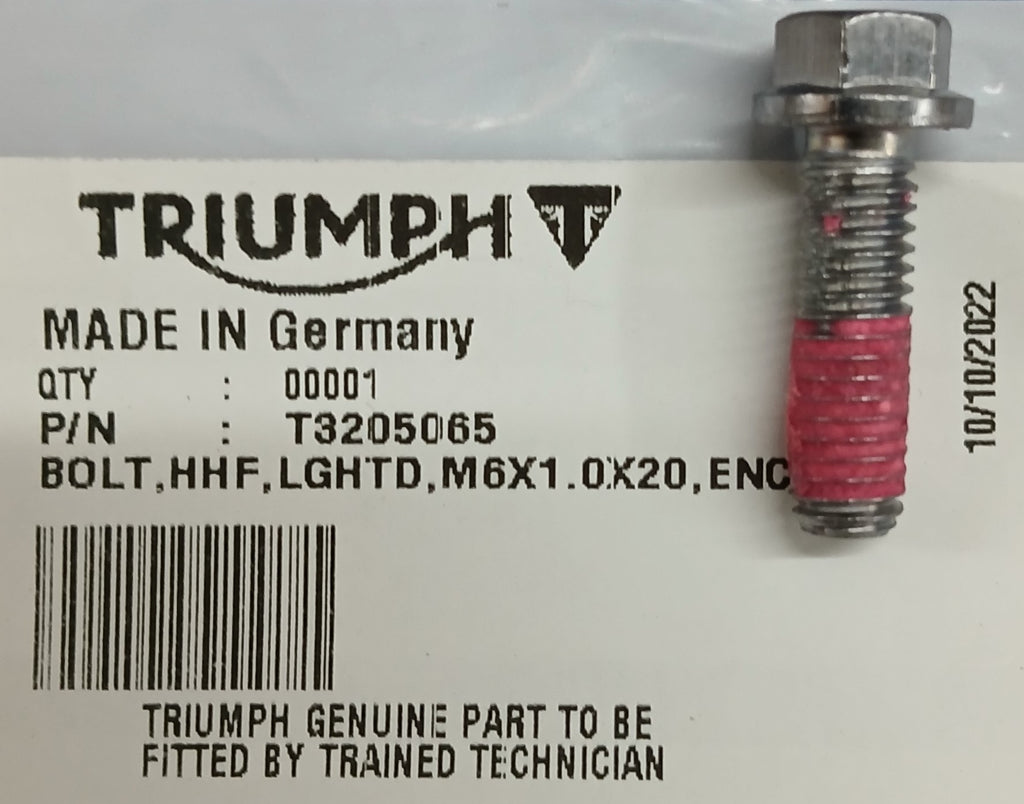 TRIUMPH T
MADE IN Germany
QTY : 00001
P/N : T3205065
BOLT,HHF,LGHTD,M6X1.0X20,ENC
TRIUMPH GENUINE PART TO BE
FITTED BY TRAINED TECHNICIAN
10/10/2022